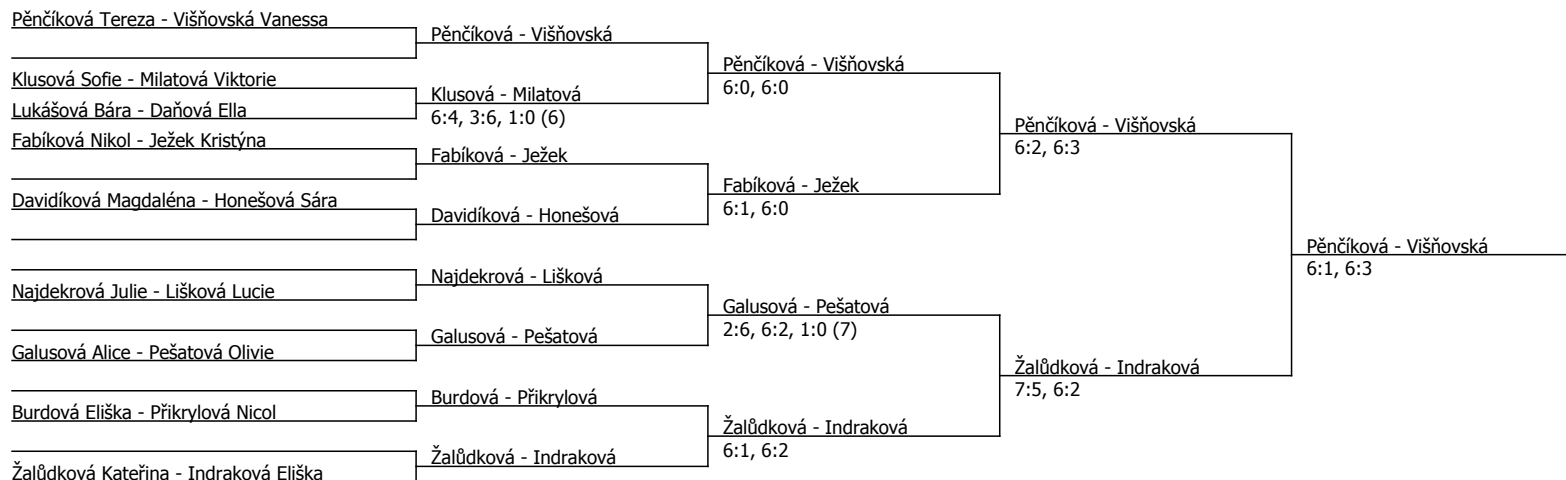 Pěnčíková Tereza - Višňovská Vanessa
Klusová Sofie - Milatová Viktorie
Lukášová Bára - Daňová Ella
Fabíková Nikol - Ježek Kristýna
Davidíková Magdaléna - Honešová Sára
Najdekrová Julie - Lišková Lucie
Galusová Alice - Pešatová Olivie
Burdová Eliška - Přikrylová Nicol
Žalůdková Kateřina - Indraková Eliška
Pěnčíková - Višňovská
Klusová - Milatová
6:4, 3:6, 1:0 (6)
Fabíková - Ježek
Davidíková - Honešová
Najdekrová - Lišková
Galusová - Pešatová
Burdová - Přikrylová
Žalůdková - Indraková
Pěnčíková - Višňovská
6:0, 6:0
Fabíková - Ježek
6:1, 6:0
Galusová - Pešatová
2:6, 6:2, 1:0 (7)
Žalůdková - Indraková
6:1, 6:2
Pěnčíková - Višňovská
6:2, 6:3
Žalůdková - Indraková
7:5, 6:2
Pěnčíková - Višňovská
6:1, 6:3